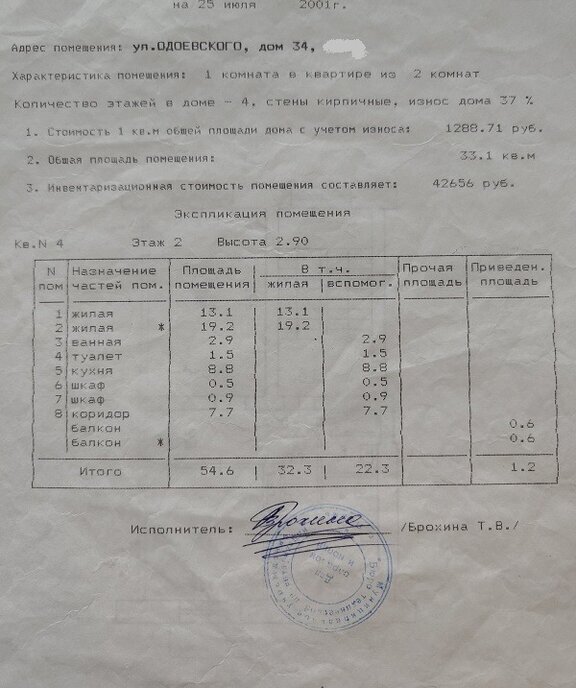 на 25 июля 2001г.
Адрес помещения: ул.ОДОЕВСКОГО, дом 34,
Характеристика помещения: 1 комната в квартире из 2 комнат
Количество этажей в доме - 4, стены кирпичные, износ дома 37 %
1. Стоимость 1 кв.м общей площади дома с учетом износа: 1288.71 руб.
2. Общая площадь помещения: 33.1 кв.м
3. Инвентаризационная стоимость помещения составляет: 42656 руб.
Экспликация помещения
Кв.N 4 Этаж 2 Высота 2.90
N Назначение Площадь В т.ч. Прочая Приведен.
пом частей пом. помещения жилая вспомог. площадь площадь
1 жилая 13.1 13.1
2 жилая * 19.2 19.2
3 ванная 2.9 2.9
4 туалет 1.5 1.5
5 кухня 8.8 8.8
6 шкаф 0.5 0.5
7 шкаф 0.9 0.9
8 коридор 7.7 7.7
балкон 0.6
балкон * 0.6
Итого 54.6 32.3 22.3 1.2
Исполнитель: Брохина /Брохина Т.В./